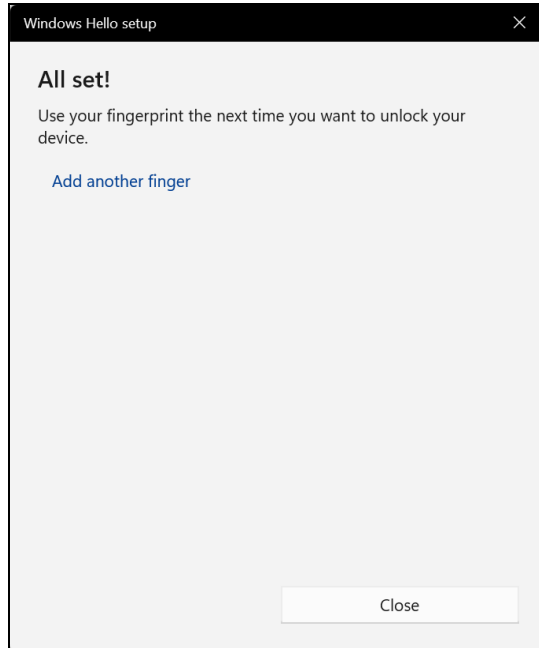 Windows Hello setup
All set!
Use your fingerprint the next time you want to unlock your
device.
Add another finger
Close